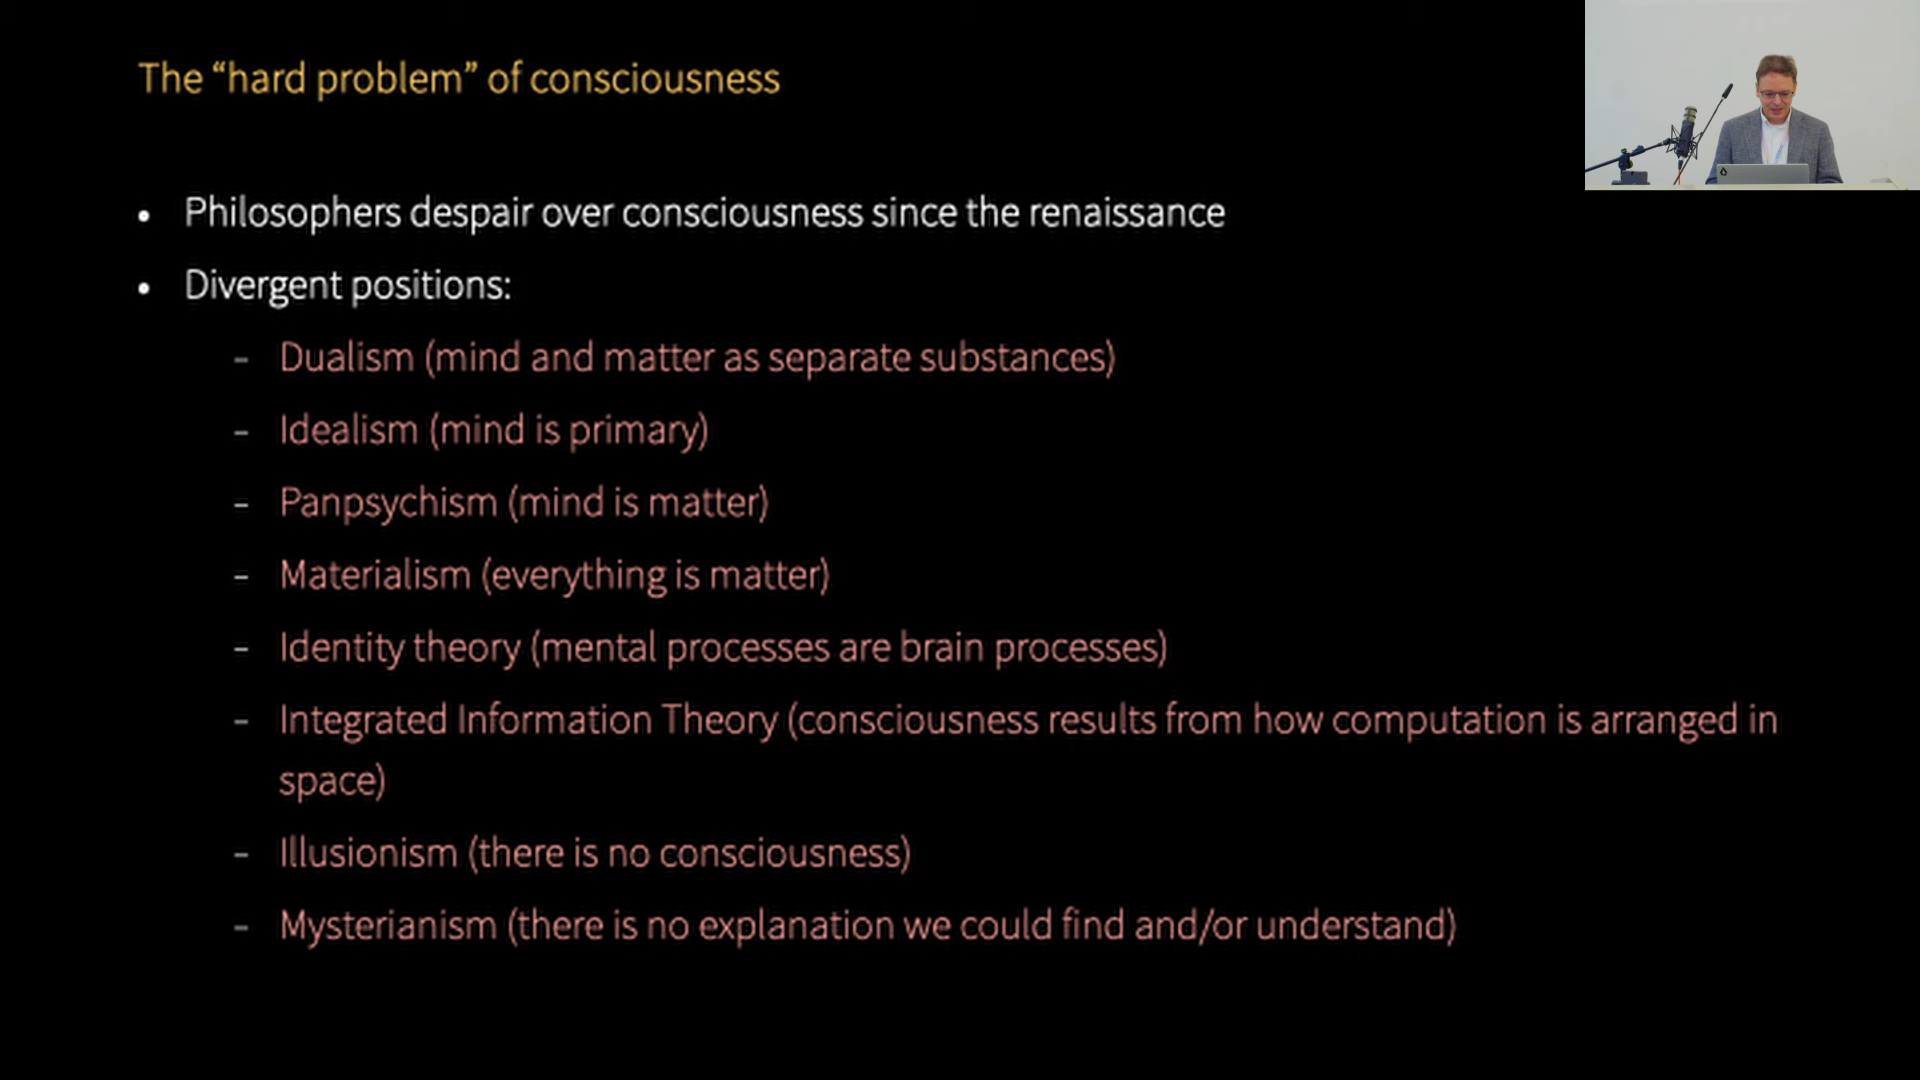 The “hard problem” of consciousness
• Philosophers despair over consciousness since the renaissance
• Divergent positions:
– Dualism (mind and matter as separate substances)
– Idealism (mind is primary)
– Panpsychism (mind is matter)
– Materialism (everything is matter)
– Identity theory (mental processes are brain processes)
– Integrated Information Theory (consciousness results from how computation is arranged in
space)
– Illusionism (there is no consciousness)
– Mysterianism (there is no explanation we could find and/or understand)